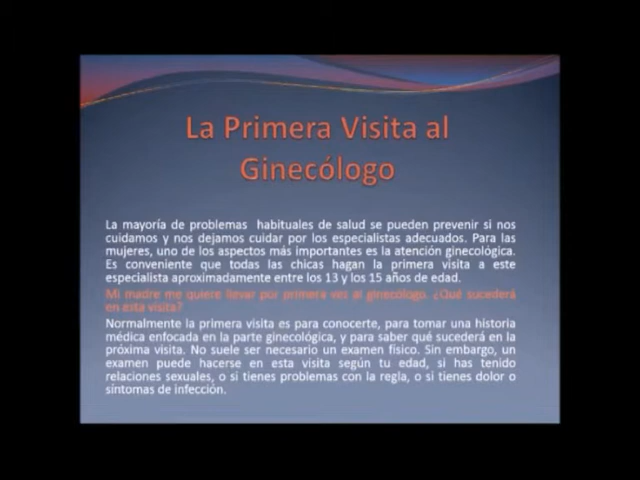 La Primera Visita al
Ginecólogo
La mayoría de problemas habituales de salud se pueden prevenir si nos
cuidamos y nos dejamos cuidar por los especialistas adecuados. Para las
mujeres, uno de los aspectos más importantes es la atención ginecológica.
Es conveniente que todas las chicas hagan la primera visita a este
especialista aproximadamente entre los 13 y los 15 años de edad.
Mi madre me quiere llevar por primera vez al ginecólogo. ¿Qué sucederá
en esta visita?
Normalmente la primera visita es para conocerte, para tomar una historia
médica enfocada en la parte ginecológica, y para saber qué sucederá en la
próxima visita. No suele ser necesario un examen físico. Sin embargo, un
examen puede hacerse en esta visita según tu edad, si has tenido
relaciones sexuales, o si tienes problemas con la regla, o si tienes dolor o
síntomas de infección.